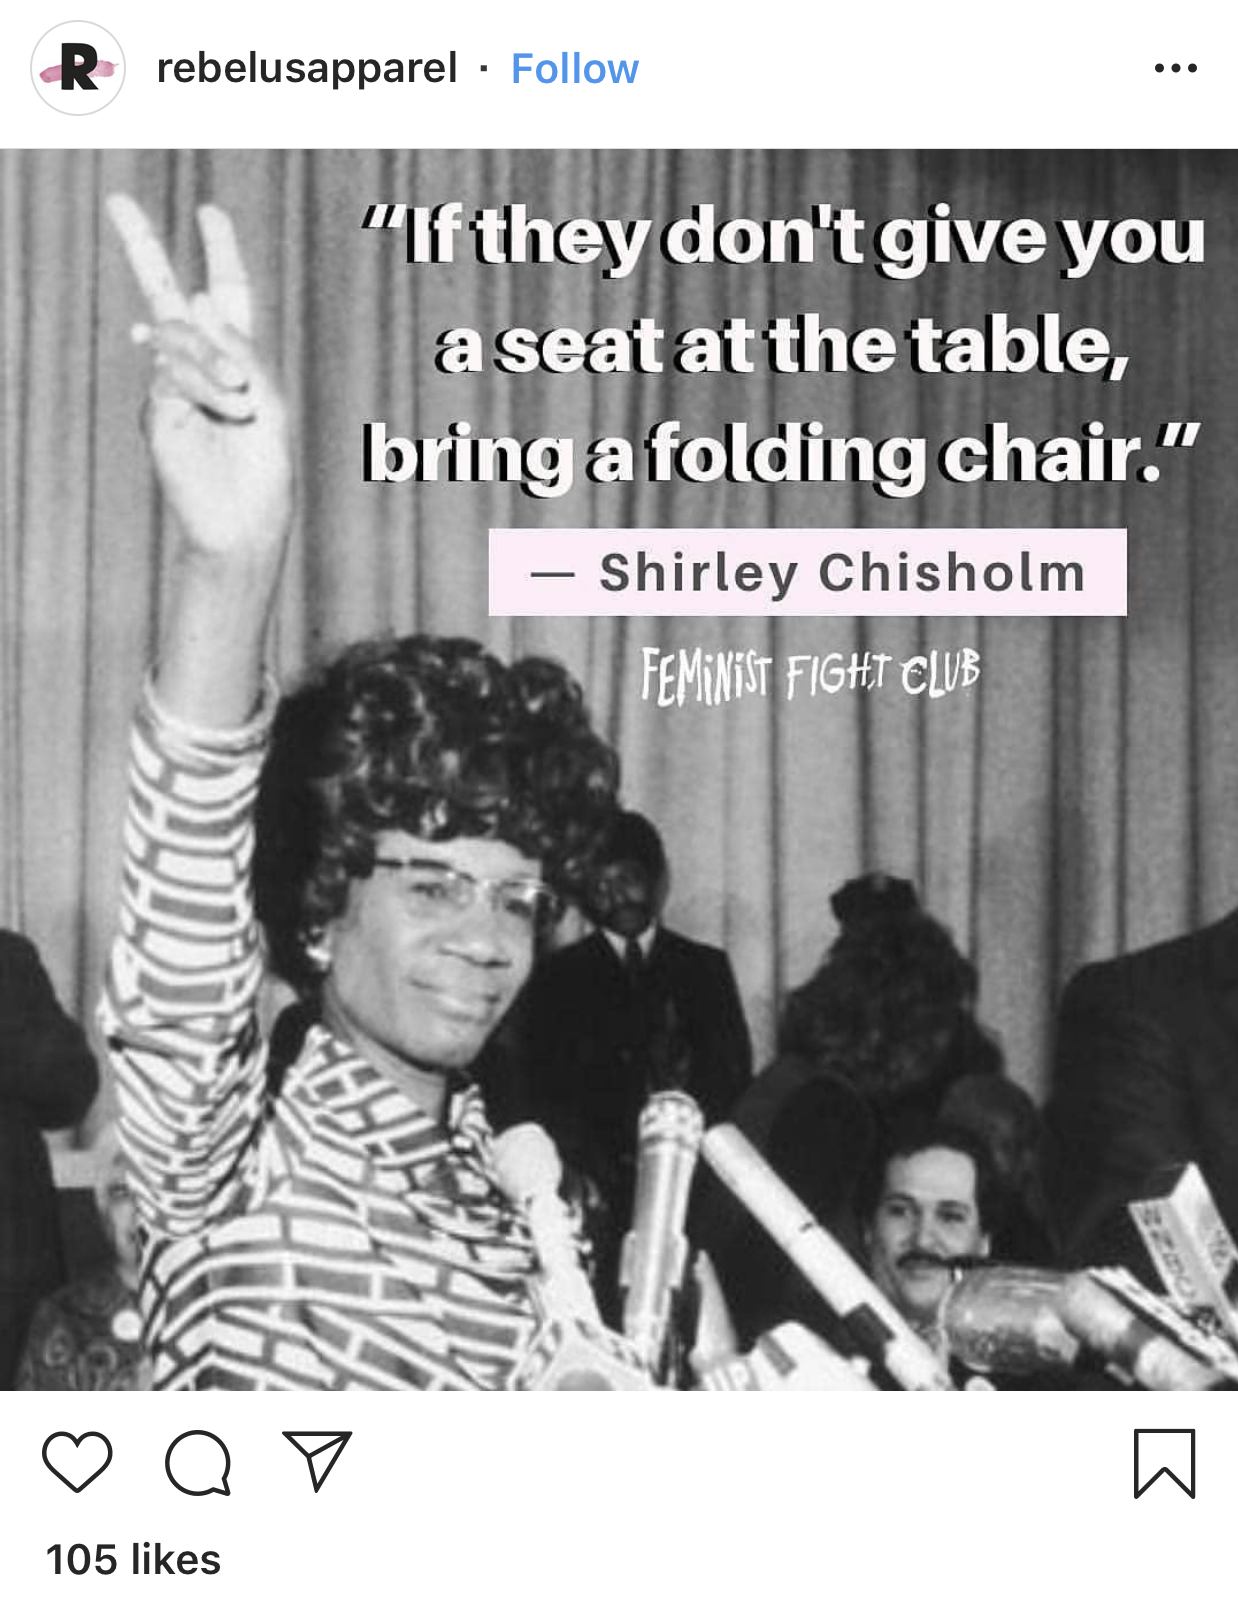 R
rebelusapparel · Follow
"If they don't give you
a seat at the table,
bring a folding chair."
— Shirley Chisholm
FEMINIST FIGHT CLUB
105 likes